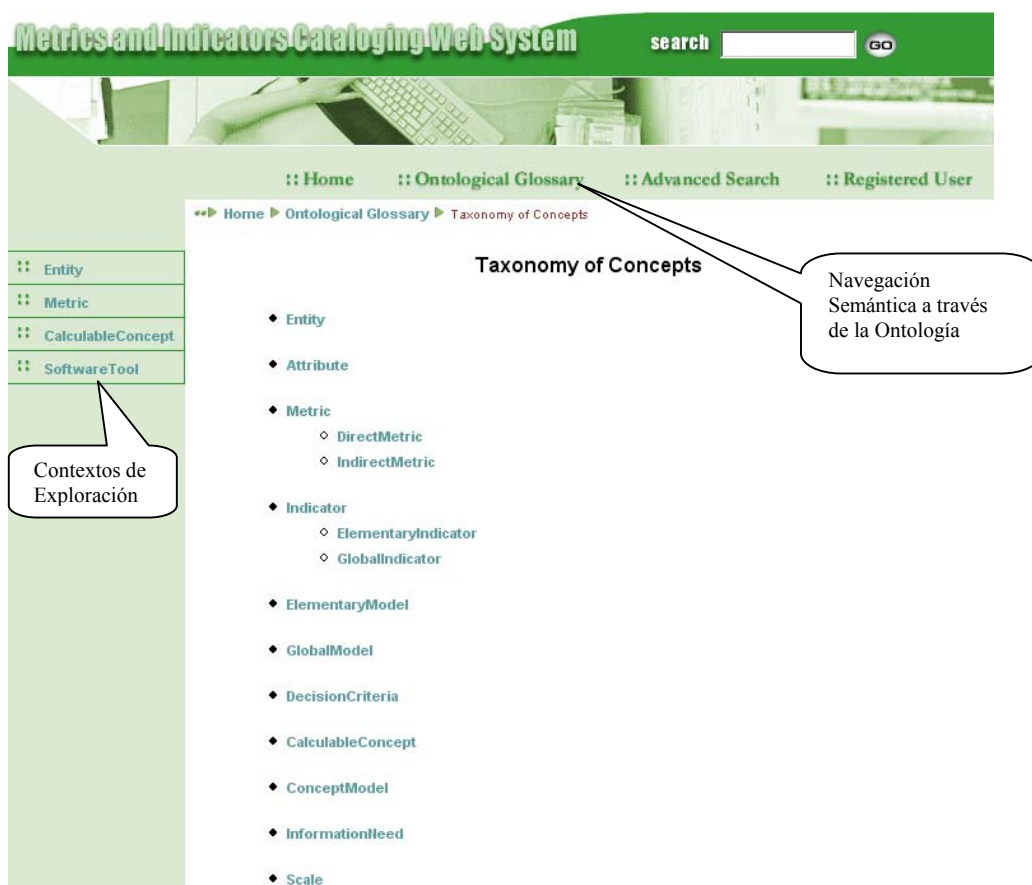 Metrics and Indicators Cataloging Web System
search
GO
:: Home :: Ontological Glossary :: Advanced Search :: Registered User
Home Ontological Glossary Taxonomy of Concepts
:: Entity
:: Metric
:: CalculableConcept
:: SoftwareTool
Contextos de
Exploración
Taxonomy of Concepts
Navegación
Semántica a través
de la Ontología
Entity
Attribute
Metric
DirectMetric
IndirectMetric
Indicator
ElementaryIndicator
GlobalIndicator
ElementaryModel
GlobalModel
DecisionCriteria
CalculableConcept
ConceptModel
InformationNeed
Scale